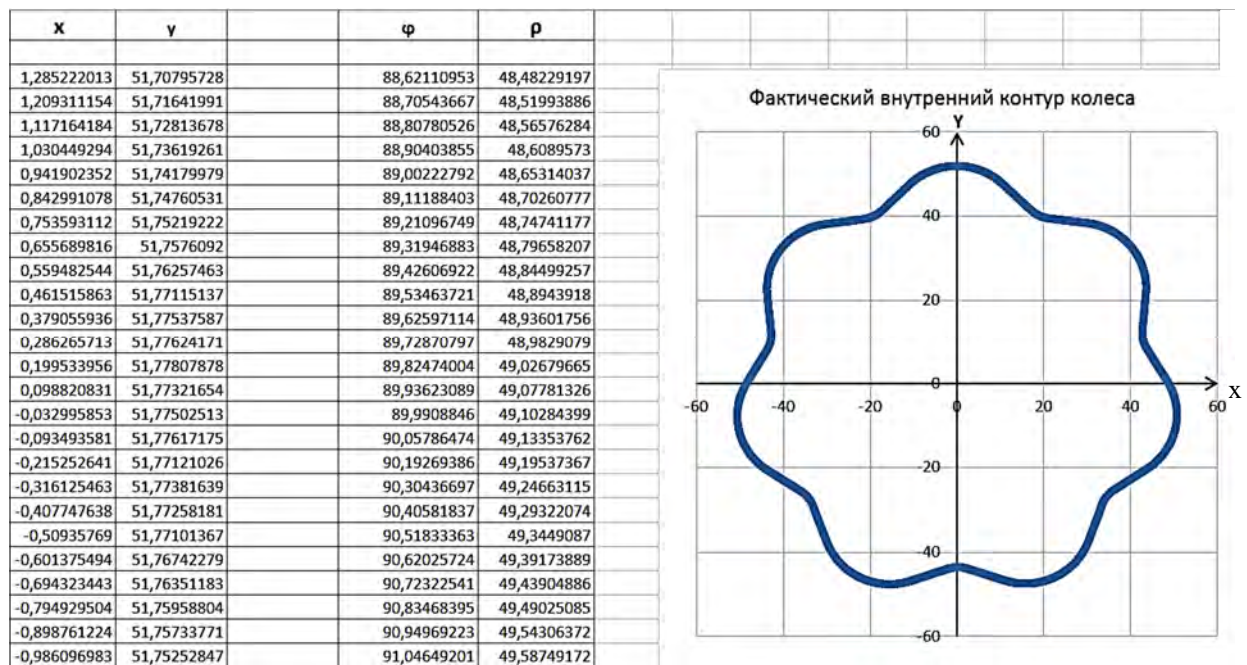 x y φ ρ
1,285222013 51,70795728 88,62110953 48,48229197
1,209311154 51,71641991 88,70543667 48,51993886
1,117164184 51,72813678 88,80780526 48,56576284
1,030449294 51,73619261 88,90403855 48,6089573
0,941902352 51,74179979 89,00222792 48,65314037
0,842991078 51,74760531 89,11188403 48,70260777
0,753593112 51,75219222 89,21096749 48,74741177
0,655689816 51,7576092 89,31946883 48,79658207
0,559482544 51,76257463 89,42606922 48,84499257
0,461515863 51,77115137 89,53463721 48,8943918
0,379055936 51,77537587 89,62597114 48,93601756
0,286265713 51,77624171 89,72870797 48,9829079
0,199533956 51,77807878 89,82474004 49,02679665
0,098820831 51,77321654 89,93623089 49,07781326
-0,032995853 51,77502513 89,9908846 49,10284399
-0,093493581 51,77617175 90,05786474 49,13353762
-0,215252641 51,77121026 90,19269386 49,19537367
-0,316125463 51,77381639 90,30436697 49,24663115
-0,407747638 51,77258181 90,40581837 49,29322074
-0,50935769 51,77101367 90,51833363 49,3449087
-0,601375494 51,76742279 90,62025724 49,39173889
-0,694323443 51,76351183 90,72322541 49,43904886
-0,794929504 51,75958804 90,83468395 49,49025085
-0,898761224 51,75733771 90,94969223 49,54306372
-0,986096983 51,75252847 91,04649201 49,58749172
Фактический внутренний контур колеса
Y
60
40
20
0
X
-60 -40 -20 0 20 40 60
-20
-40
-60